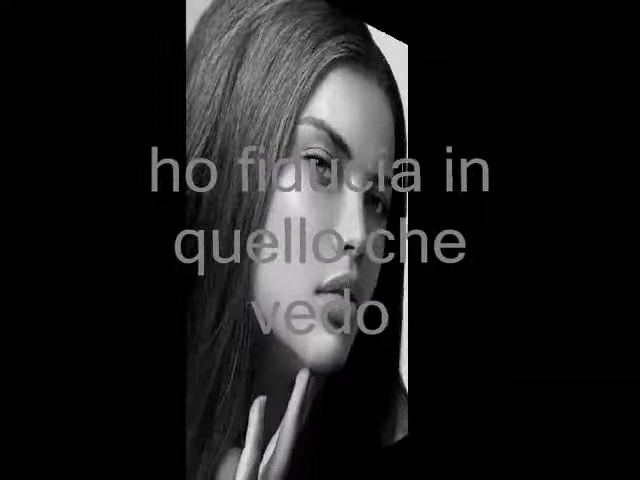 ho fiducia in
quello che
vedo